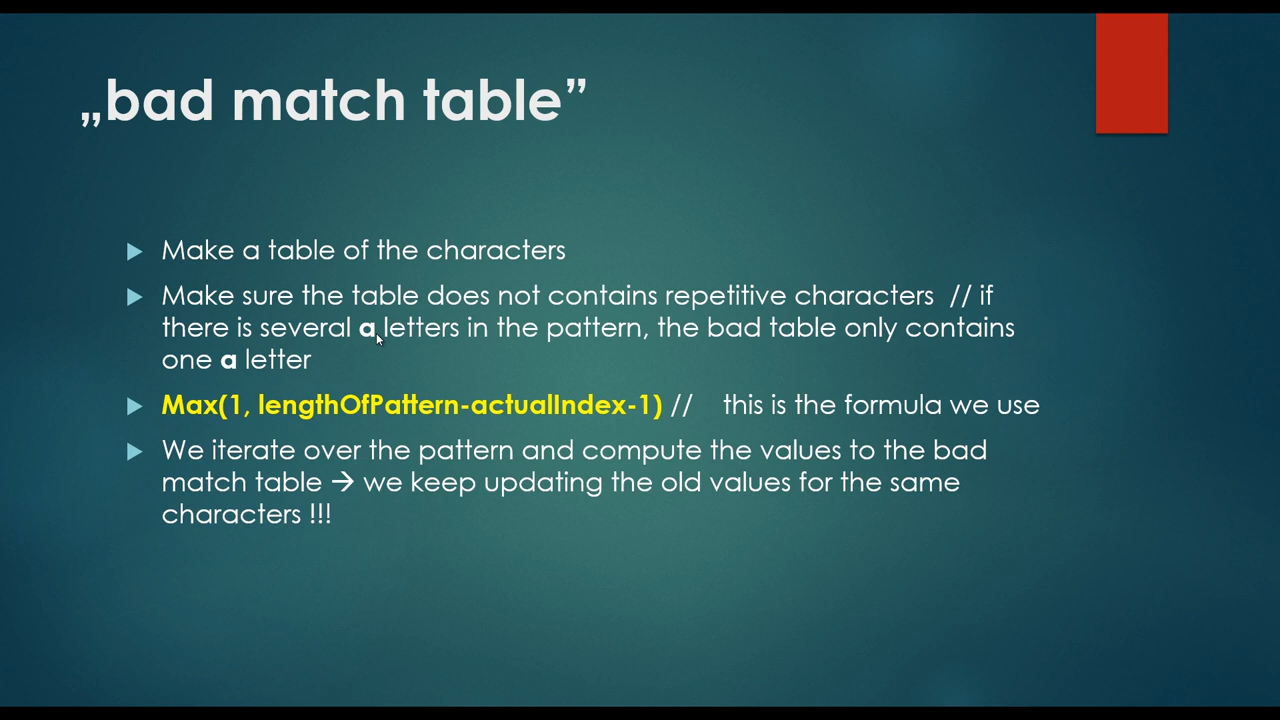 „bad match table”
Make a table of the characters
Make sure the table does not contains repetitive characters // if
there is several a letters in the pattern, the bad table only contains
one a letter
Max(1, lengthOfPattern-actualIndex-1) // this is the formula we use
We iterate over the pattern and compute the values to the bad
match table → we keep updating the old values for the same
characters !!!